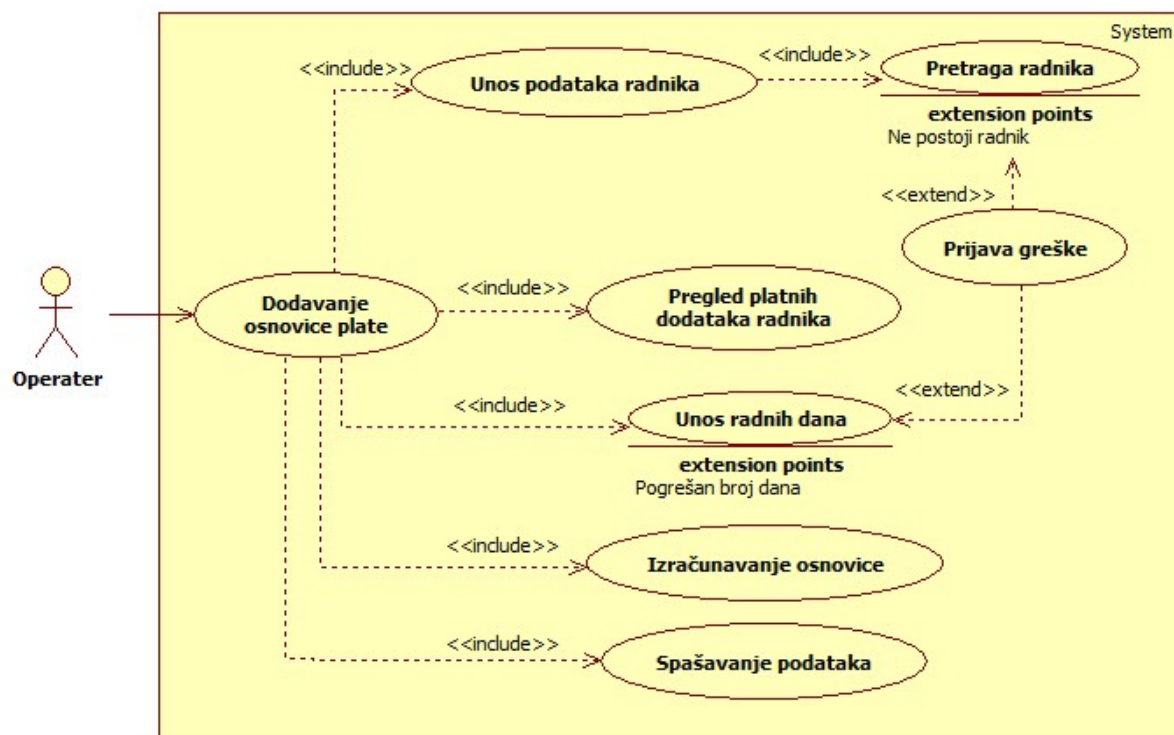 System
<<include>>
Unos podataka radnika
<<include>>
Pretraga radnika
extension points
Ne postoji radnik
<<extend>>
Prijava greške
Operater
Dodavanje
osnovice plate
<<include>>
Pregled platnih
dodataka radnika
<<extend>>
<<include>>
Unos radnih dana
extension points
Pogrešan broj dana
<<include>>
Izračunavanje osnovice
<<include>>
Spašavanje podataka